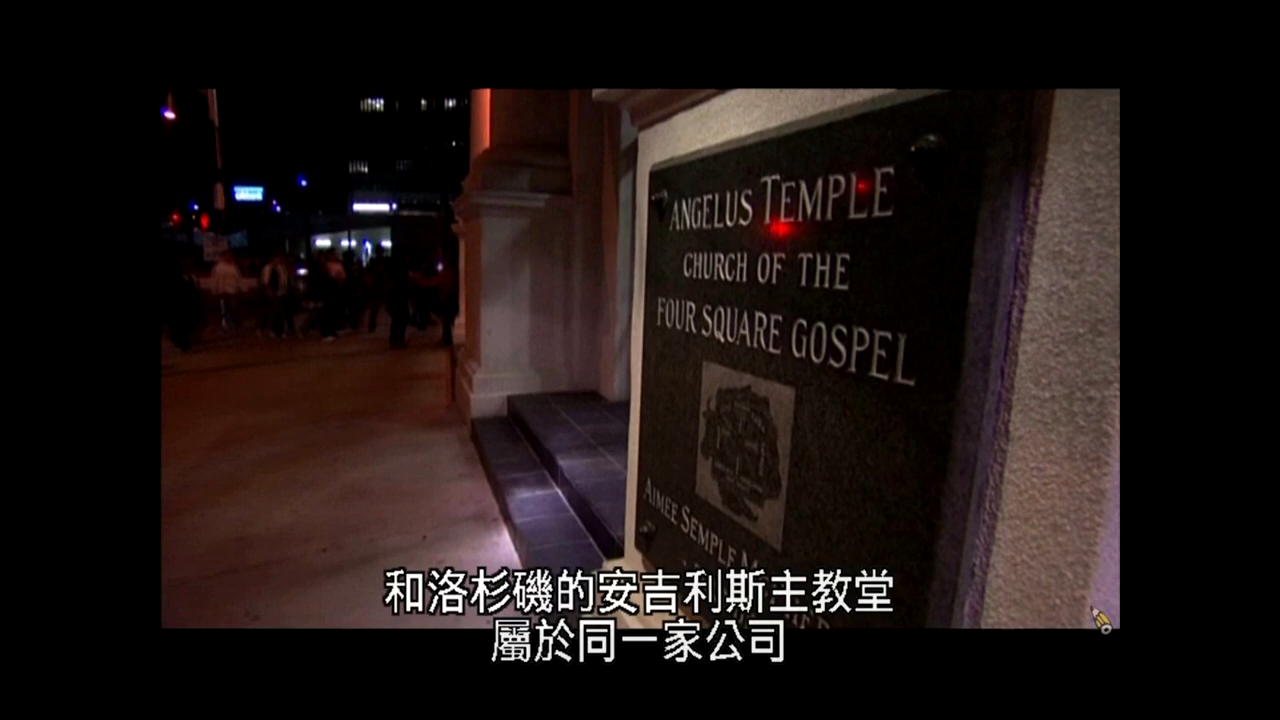 ANGELUS TEMPLE
CHURCH OF THE
FOUR SQUARE GOSPEL
AIMEE SEMPLE
和洛杉磯的安吉利斯主教堂
屬於同一家公司